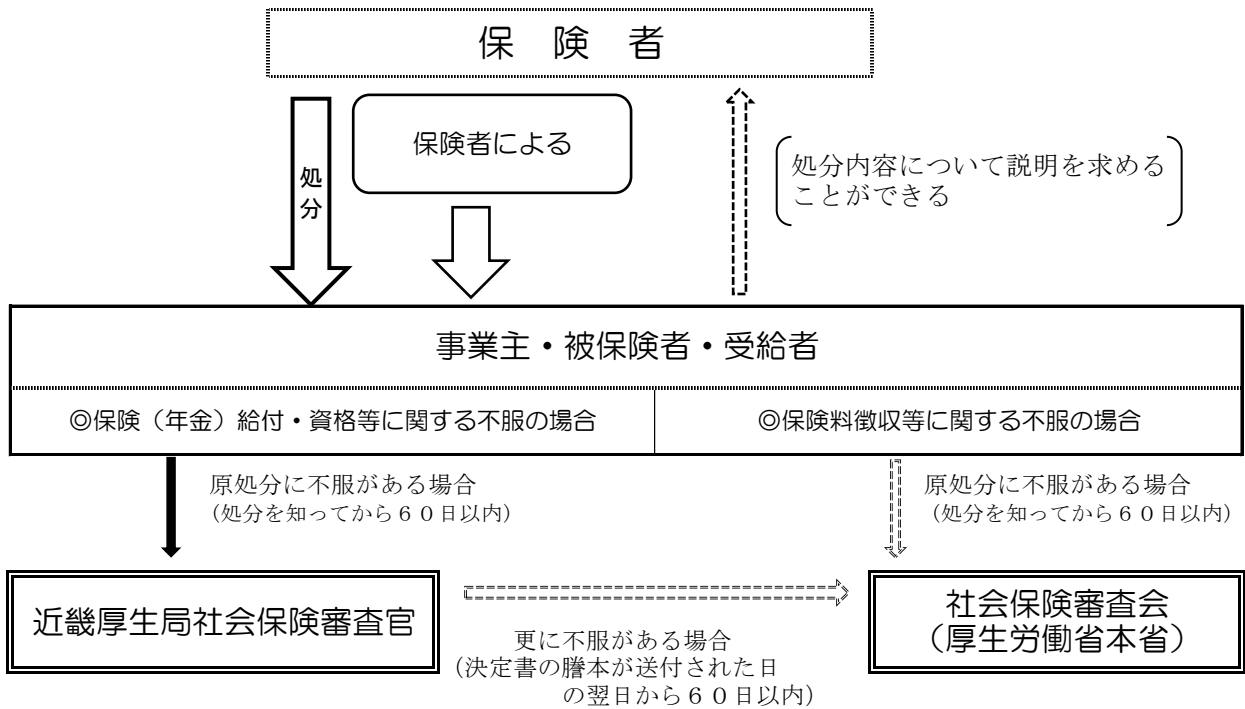 保　険　者
保険者による
処分
処分内容について説明を求める
ことができる
事業主・被保険者・受給者
◎保険（年金）給付・資格等に関する不服の場合
◎保険料徴収等に関する不服の場合
原処分に不服がある場合
（処分を知ってから６０日以内）
原処分に不服がある場合
（処分を知ってから６０日以内）
近畿厚生局社会保険審査官
更に不服がある場合
（決定書の謄本が送付された日
の翌日から６０日以内）
社会保険審査会
（厚生労働省本省）